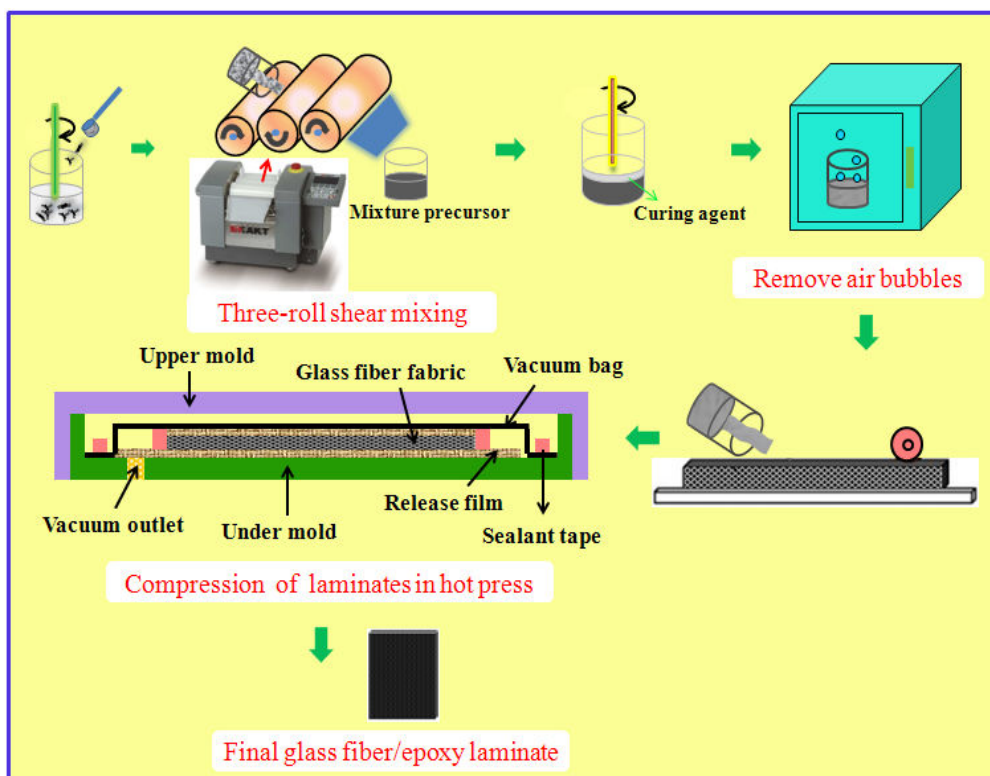 Mixture precursor
Curing agent
EXAKT
Three-roll shear mixing
Remove air bubbles
Upper mold
Glass fiber fabric
Vacuum bag
Vacuum outlet
Under mold
Release film
Sealant tape
Compression of laminates in hot press
Final glass fiber/epoxy laminate